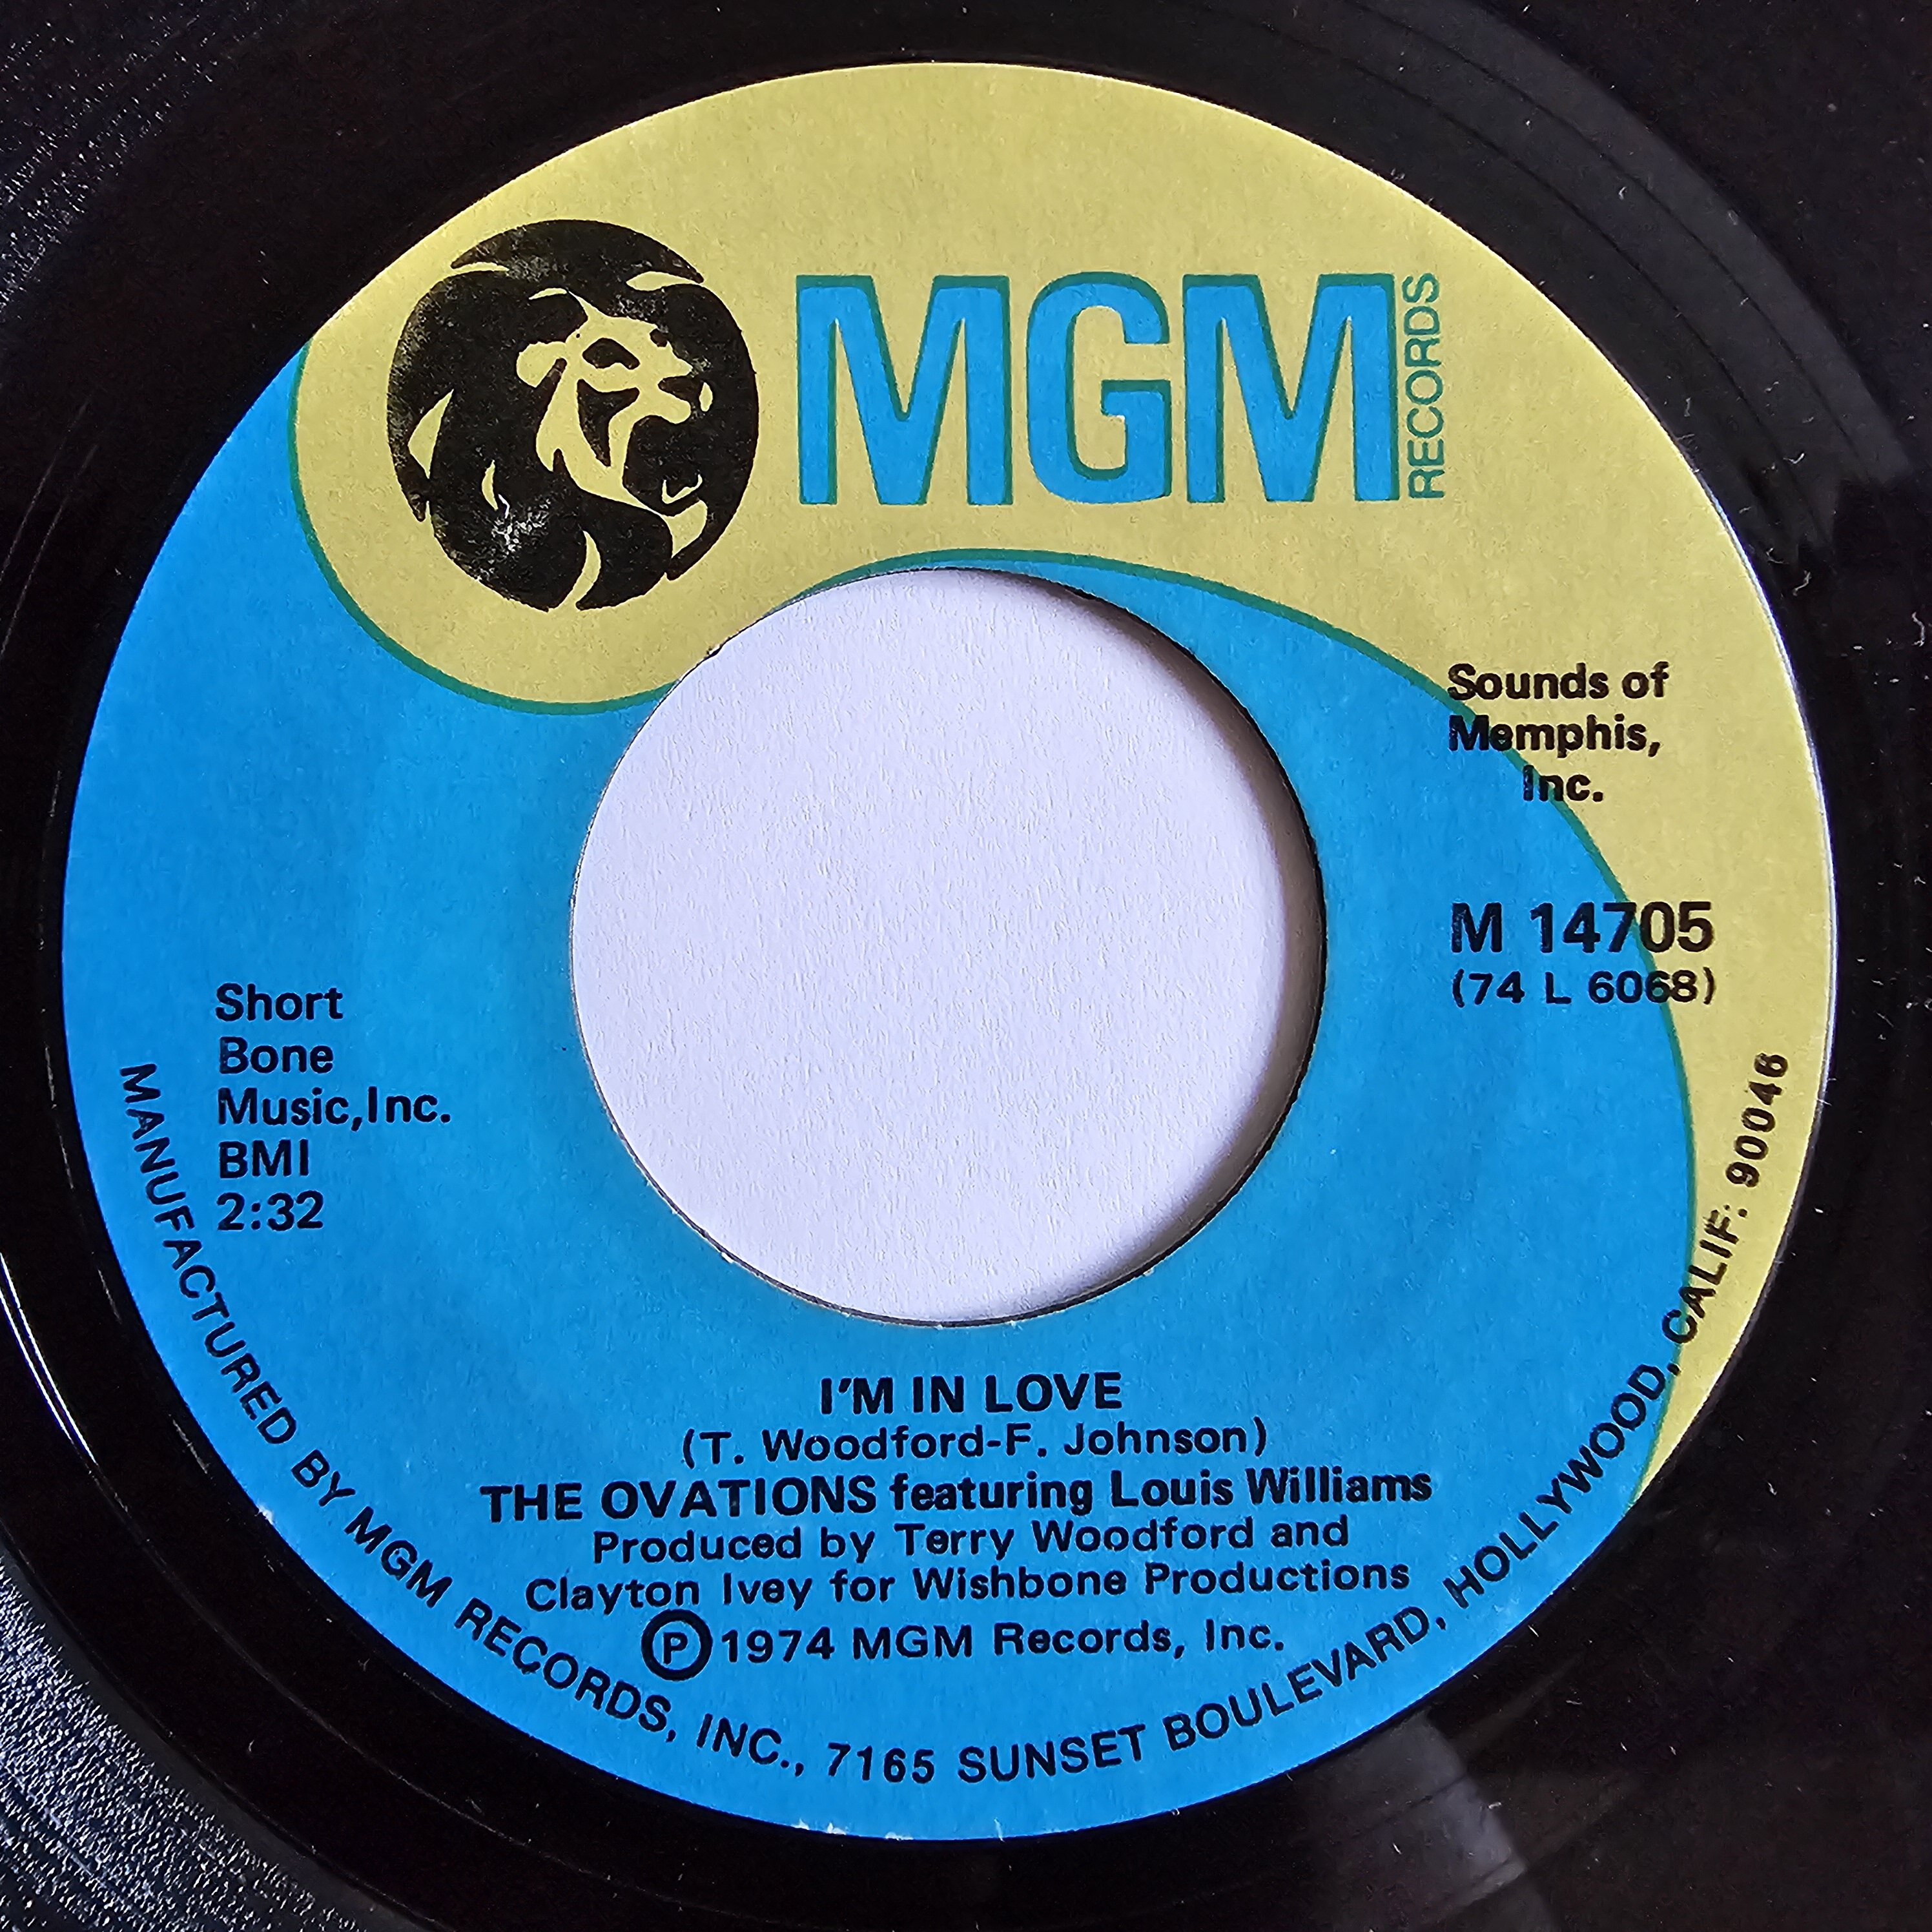 MGM
RECORDS
Sounds of
Memphis,
Inc.
M 14705
(74 L 6068)
Short
Bone
Music,Inc.
BMI
2:32
I'M IN LOVE
(T. Woodford-F. Johnson)
THE OVATIONS featuring Louis Williams
Produced by Terry Woodford and
Clayton Ivey for Wishbone Productions
Ⓟ1974 MGM Records, Inc.
MANUFACTURED BY MGM RECORDS, INC., 7165 SUNSET BOULEVARD, HOLLYWOOD, CALIF. 90046